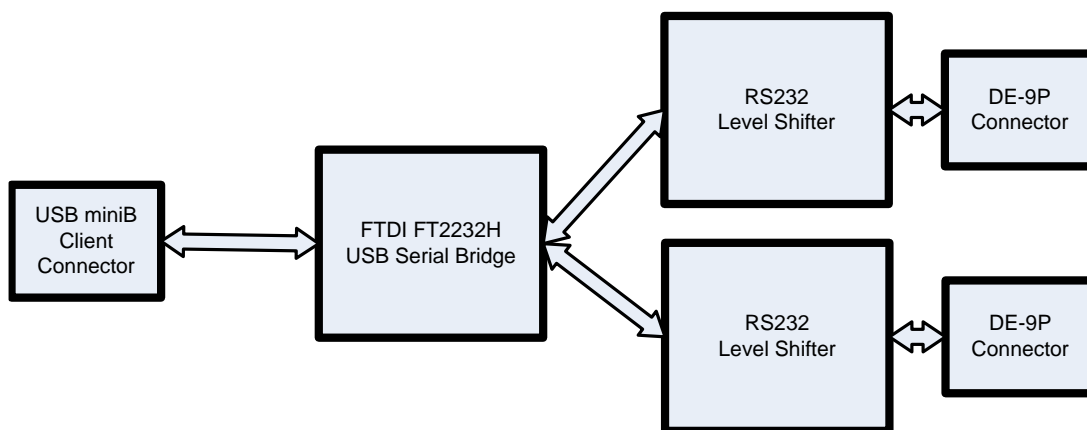 USB miniB
Client
Connector
FTDI FT2232H
USB Serial Bridge
RS232
Level Shifter
DE-9P
Connector
RS232
Level Shifter
DE-9P
Connector